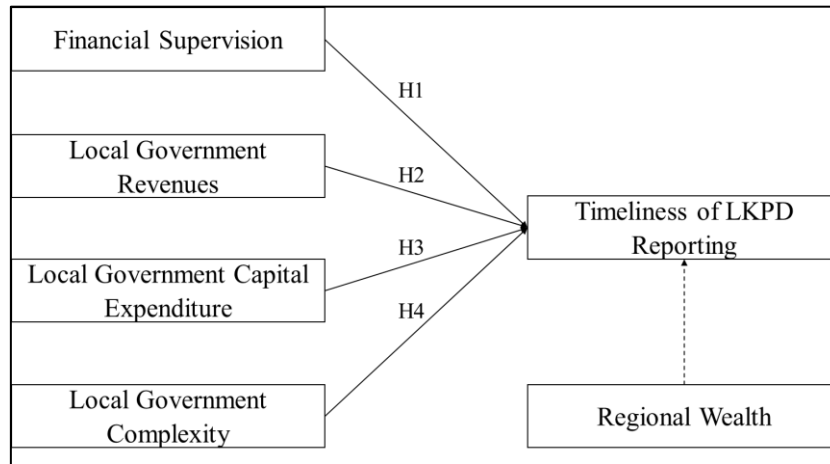 Financial Supervision
H1
Local Government
Revenues
H2
Timeliness of LKPD
Reporting
H3
Local Government Capital
Expenditure
H4
Local Government
Complexity
Regional Wealth